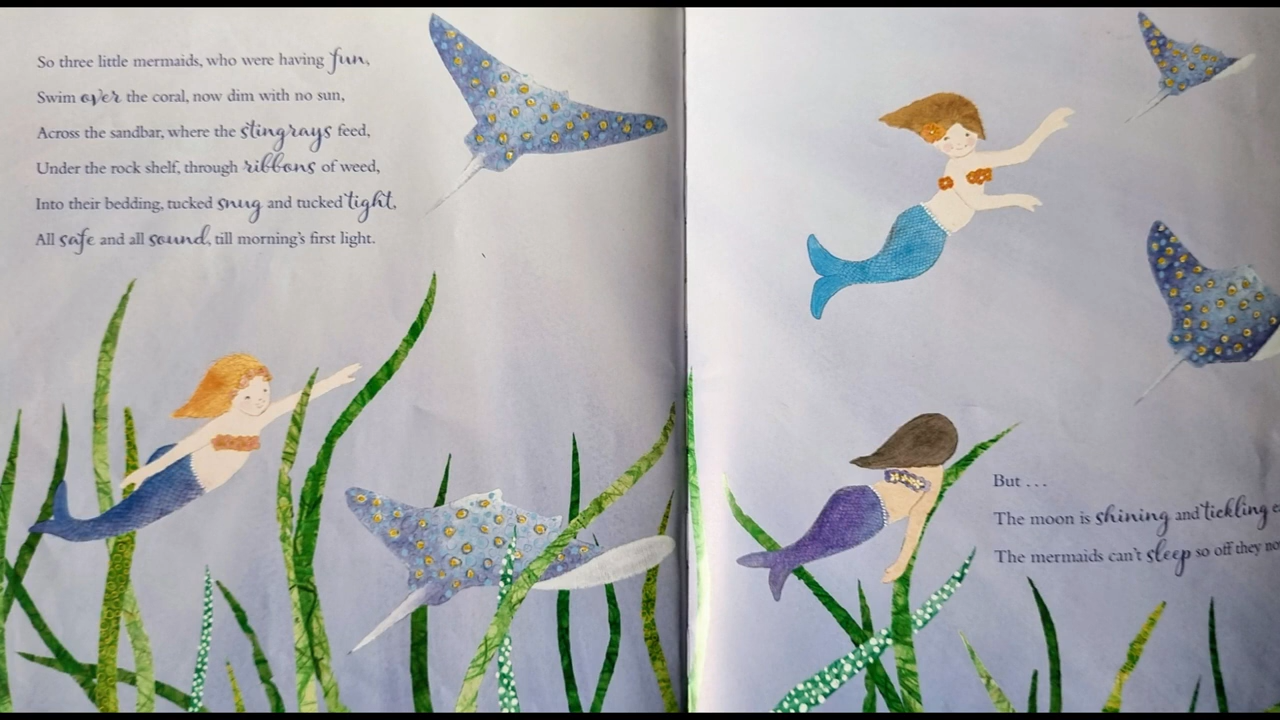 So three little mermaids, who were having fun,
Swim over the coral, now dim with no sun,
Across the sandbar, where the stingrays feed,
Under the rock shelf, through ribbons of weed,
Into their bedding, tucked snug and tucked tight,
All safe and all sound, till morning's first light.
But ...
The moon is shining and tickling
The mermaids can't sleep so off they